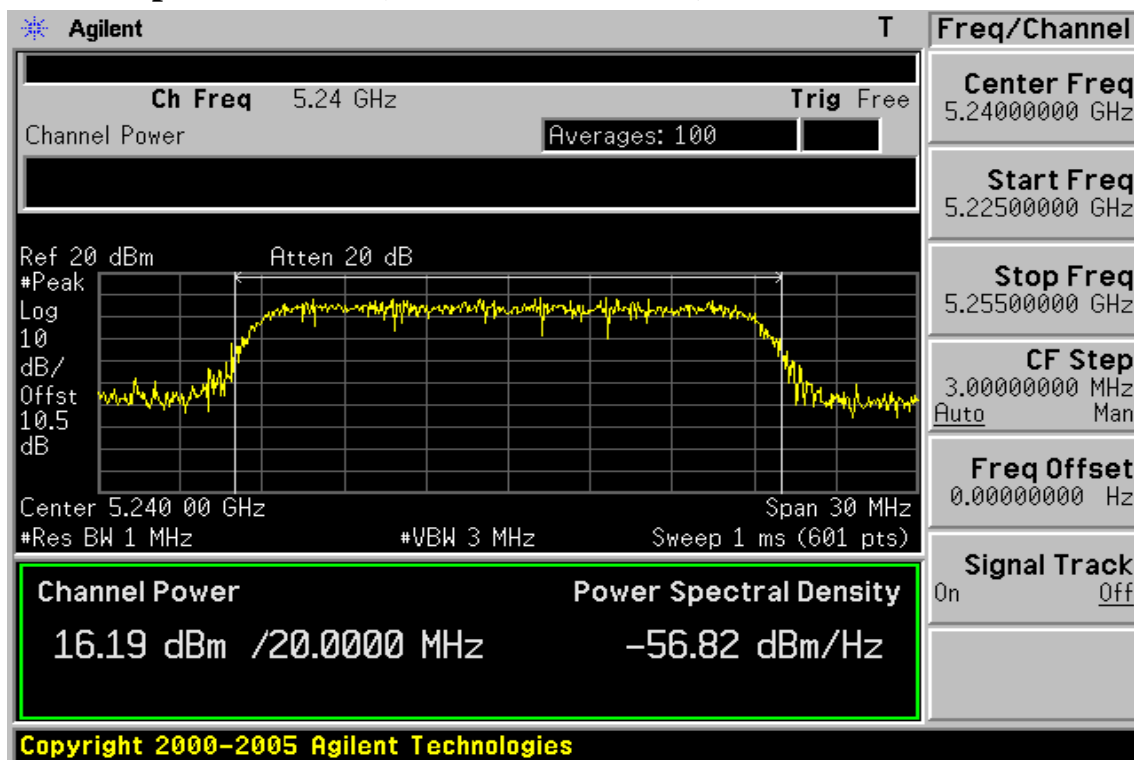 Agilent T
Ch Freq 5.24 GHz Trig Free
Channel Power Averages: 100
Ref 20 dBm Atten 20 dB
#Peak
Log
10
dB/
Offst
10.5
dB
Center 5.240 00 GHz Span 30 MHz
#Res BW 1 MHz #VBW 3 MHz Sweep 1 ms (601 pts)
Channel Power Power Spectral Density
16.19 dBm /20.0000 MHz -56.82 dBm/Hz
Copyright 2000-2005 Agilent Technologies
Freq/Channel
Center Freq
5.24000000 GHz
Start Freq
5.22500000 GHz
Stop Freq
5.25500000 GHz
CF Step
3.00000000 MHz
Auto Man
Freq Offset
0.00000000 Hz
Signal Track
On Off